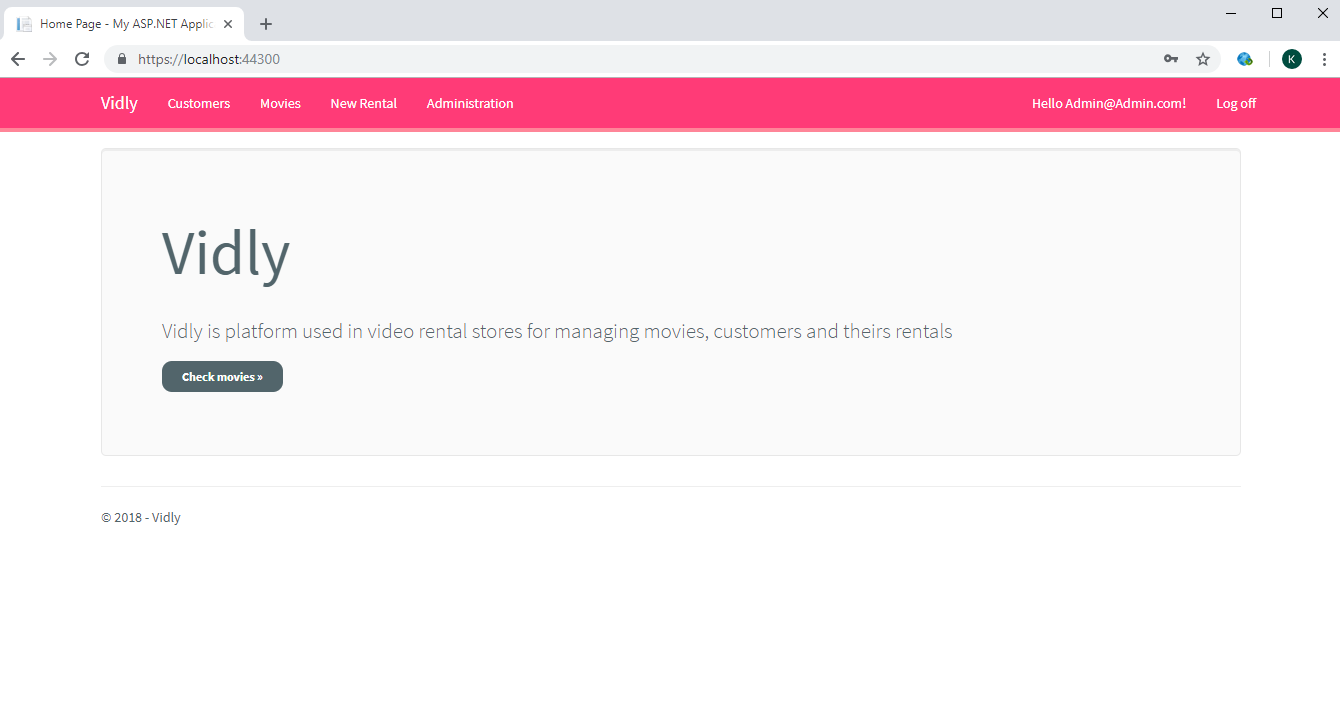 Home Page - My ASP.NET Applic
https://localhost:44300
K
Vidly Customers Movies New Rental Administration Hello Admin@Admin.com! Log off
Vidly
Vidly is platform used in video rental stores for managing movies, customers and theirs rentals
Check movies »
© 2018 - Vidly